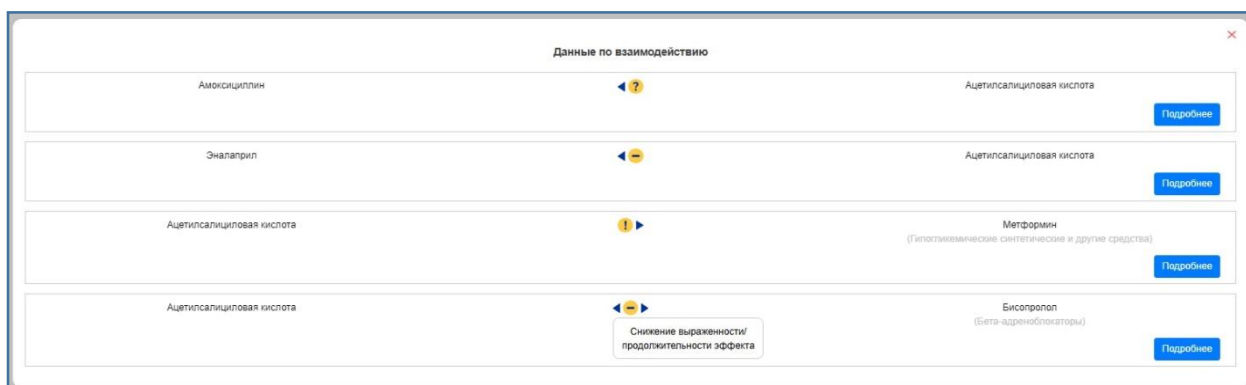 Данные по взаимодействию
Амоксициллин
?
Ацетилсалициловая кислота
Подробнее
Эналаприл
Ацетилсалициловая кислота
Подробнее
Ацетилсалициловая кислота
!
Метформин
(Гипогликемические синтетические и другие средства)
Подробнее
Ацетилсалициловая кислота
Бисопролол
(Бета-адреноблокаторы)
Снижение выраженности/
продолжительности эффекта
Подробнее